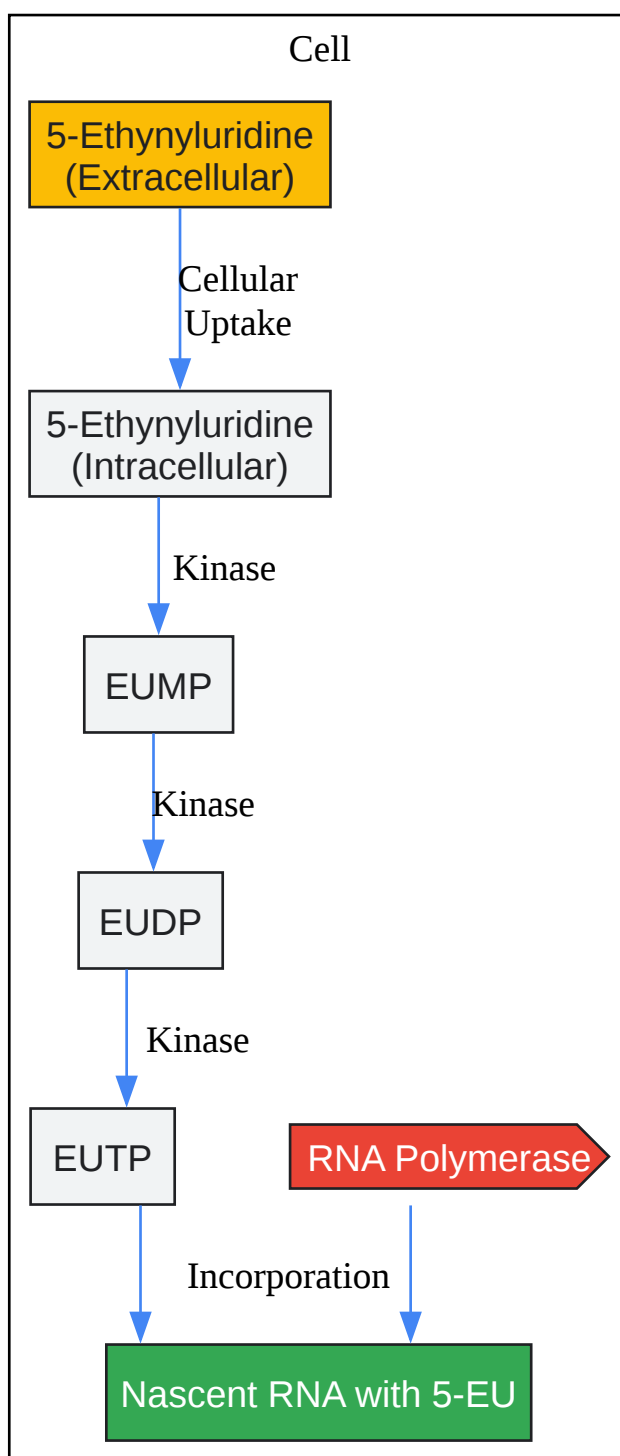 Cell
5-Ethynyluridine
(Extracellular)
Cellular
Uptake
5-Ethynyluridine
(Intracellular)
Kinase
EUMP
Kinase
EUDP
Kinase
EUTP
RNA Polymerase
Incorporation
Nascent RNA with 5-EU